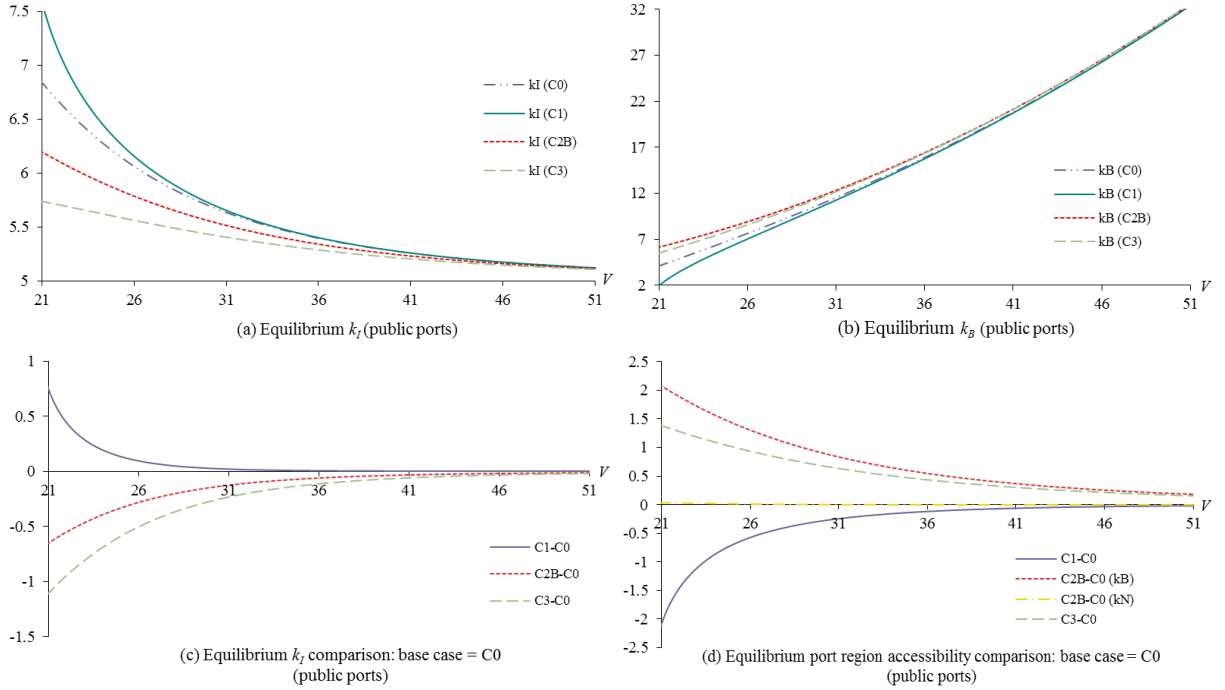 7.5
7
6.5
6
5.5
5
21
26
31
36
41
46
51
V
kI (C0)
kI (C1)
kI (C2B)
kI (C3)
(a) Equilibrium kI (public ports)
32
27
22
17
12
7
2
21
26
31
36
41
46
51
V
kB (C0)
kB (C1)
kB (C2B)
kB (C3)
(b) Equilibrium kB (public ports)
1
0.5
0
-0.5
-1
-1.5
21
26
31
36
41
46
51
V
C1-C0
C2B-C0
C3-C0
(c) Equilibrium kI comparison: base case = C0
(public ports)
2.5
2
1.5
1
0.5
0
-0.5
-1
-1.5
-2
-2.5
21
26
31
36
41
46
51
V
C1-C0
C2B-C0 (kB)
C2B-C0 (kN)
C3-C0
(d) Equilibrium port region accessibility comparison: base case = C0
(public ports)